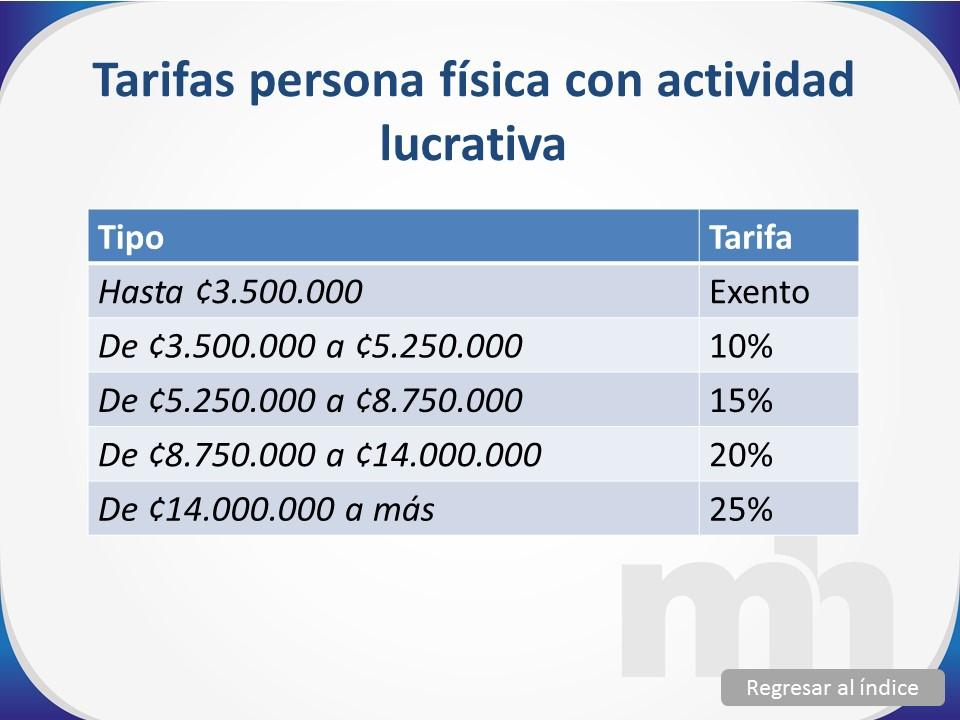 Tarifas persona física con actividad
lucrativa
Tipo Tarifa
Hasta ₡3.500.000 Exento
De ₡3.500.000 a ₡5.250.000 10%
De ₡5.250.000 a ₡8.750.000 15%
De ₡8.750.000 a ₡14.000.000 20%
De ₡14.000.000 a más 25%
mh
Regresar al índice